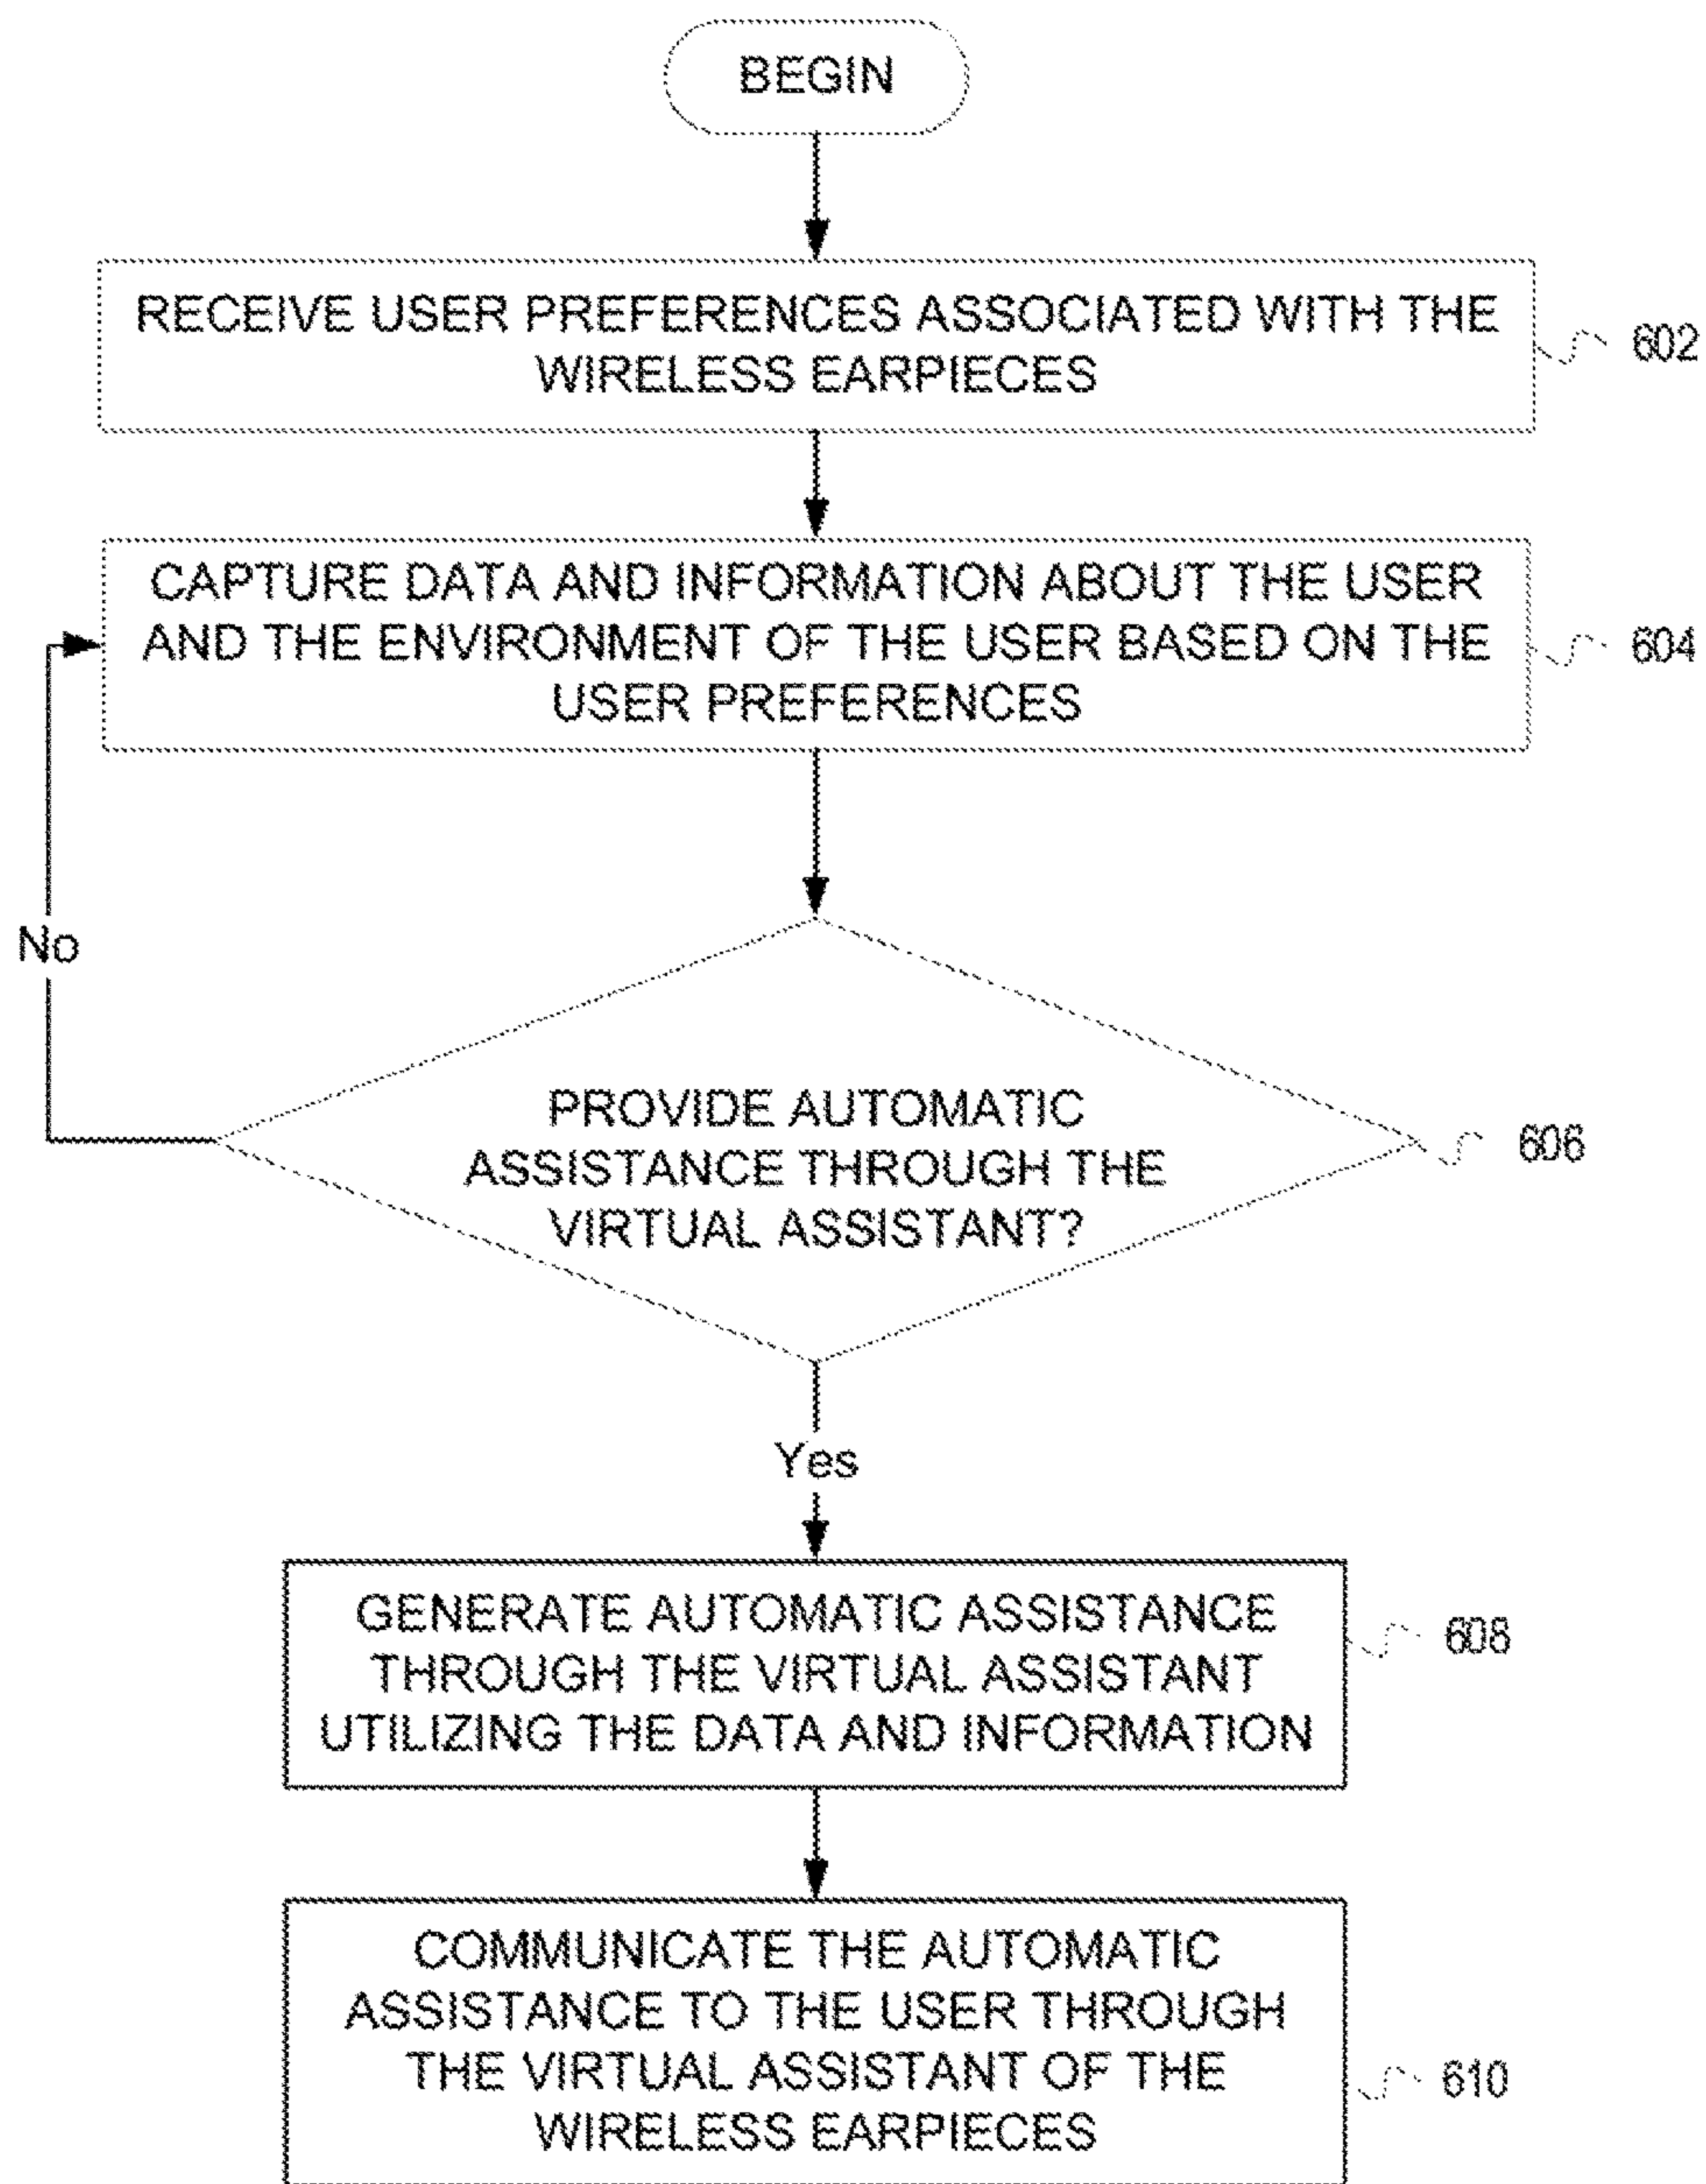 BEGIN
RECEIVE USER PREFERENCES ASSOCIATED WITH THE
WIRELESS EARPIECES
602
CAPTURE DATA AND INFORMATION ABOUT THE USER
AND THE ENVIRONMENT OF THE USER BASED ON THE
USER PREFERENCES
604
No
PROVIDE AUTOMATIC
ASSISTANCE THROUGH THE
VIRTUAL ASSISTANT?
606
Yes
GENERATE AUTOMATIC ASSISTANCE
THROUGH THE VIRTUAL ASSISTANT
UTILIZING THE DATA AND INFORMATION
608
COMMUNICATE THE AUTOMATIC
ASSISTANCE TO THE USER THROUGH
THE VIRTUAL ASSISTANT OF THE
WIRELESS EARPIECES
610